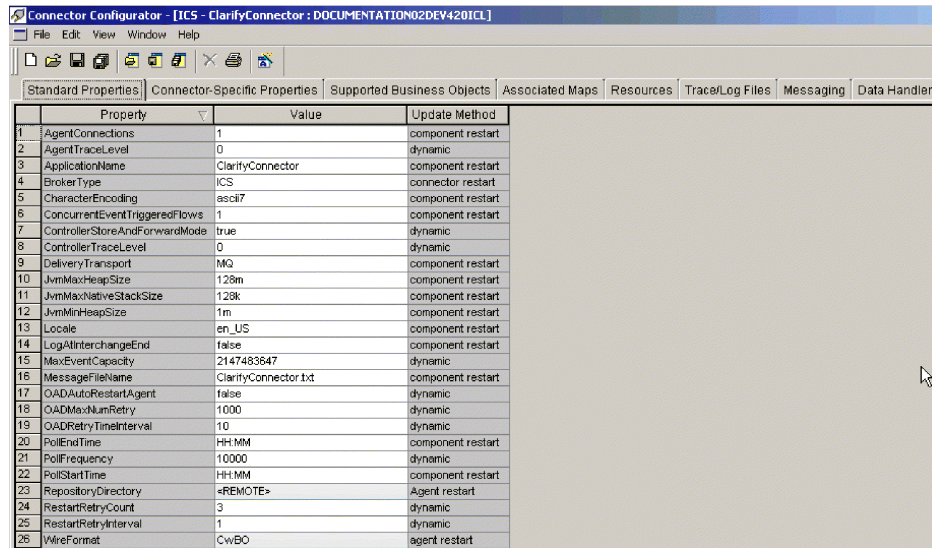 Connector Configurator - [ICS - ClarifyConnector : DOCUMENTATION02DEV420ICL]
File Edit View Window Help
Standard Properties Connector-Specific Properties Supported Business Objects Associated Maps Resources Trace/Log Files Messaging Data Handler
Property Value Update Method
1 AgentConnections 1 component restart
2 AgentTraceLevel 0 dynamic
3 ApplicationName ClarifyConnector component restart
4 BrokerType ICS connector restart
5 CharacterEncoding ascii7 component restart
6 ConcurrentEventTriggeredFlows 1 component restart
7 ControllerStoreAndForwardMode true dynamic
8 ControllerTraceLevel 0 dynamic
9 DeliveryTransport MQ component restart
10 JvmMaxHeapSize 128m component restart
11 JvmMaxNativeStackSize 128k component restart
12 JvmMinHeapSize 1m component restart
13 Locale en_US component restart
14 LogAtInterchangeEnd false component restart
15 MaxEventCapacity 2147483647 dynamic
16 MessageFileName ClarifyConnector.txt component restart
17 OADAutoRestartAgent false dynamic
18 OADMaxNumRetry 1000 dynamic
19 OADRetryTimeInterval 10 dynamic
20 PollEndTime HH:MM component restart
21 PollFrequency 10000 dynamic
22 PollStartTime HH:MM component restart
23 RepositoryDirectory <REMOTE> Agent restart
24 RestartRetryCount 3 dynamic
25 RestartRetryInterval 1 dynamic
26 WireFormat CwBO agent restart